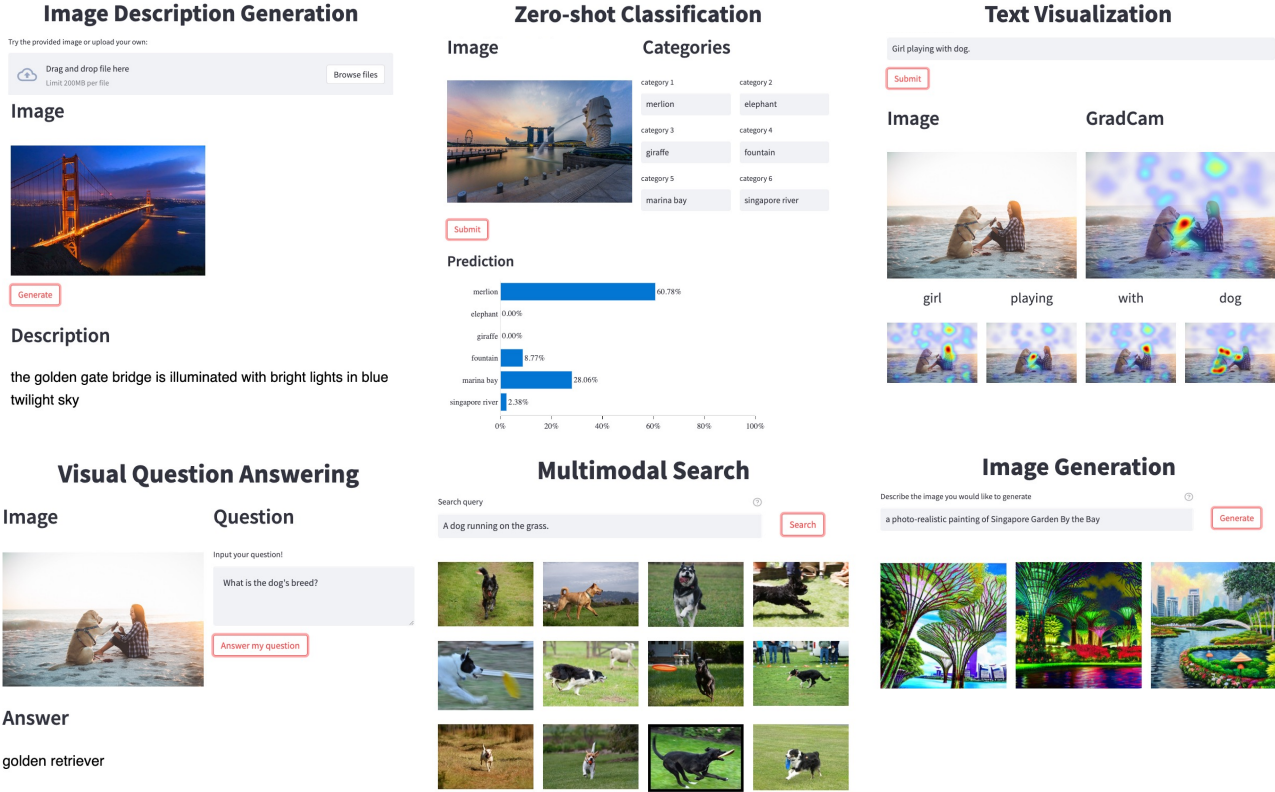 Image Description Generation
Try the provided image or upload your own:
Drag and drop file here
Limit 200MB per file
Browse files
Image
Generate
Description
the golden gate bridge is illuminated with bright lights in blue
twilight sky
Zero-shot Classification
Image
Categories
category 1
category 2
merlion
elephant
category 3
category 4
giraffe
fountain
category 5
category 6
marina bay
singapore river
Submit
Prediction
merlion 60.78%
elephant 0.00%
giraffe 0.00%
fountain 8.77%
marina bay 28.06%
singapore river 2.38%
0% 20% 40% 60% 80% 100%
Text Visualization
Girl playing with dog.
Submit
Image
GradCam
girl playing with dog
Visual Question Answering
Image
Question
Input your question!
What is the dog's breed?
Answer my question
Answer
golden retriever
Multimodal Search
Search query
?
A dog running on the grass.
Search
Image Generation
Describe the image you would like to generate
?
a photo-realistic painting of Singapore Garden By the Bay
Generate